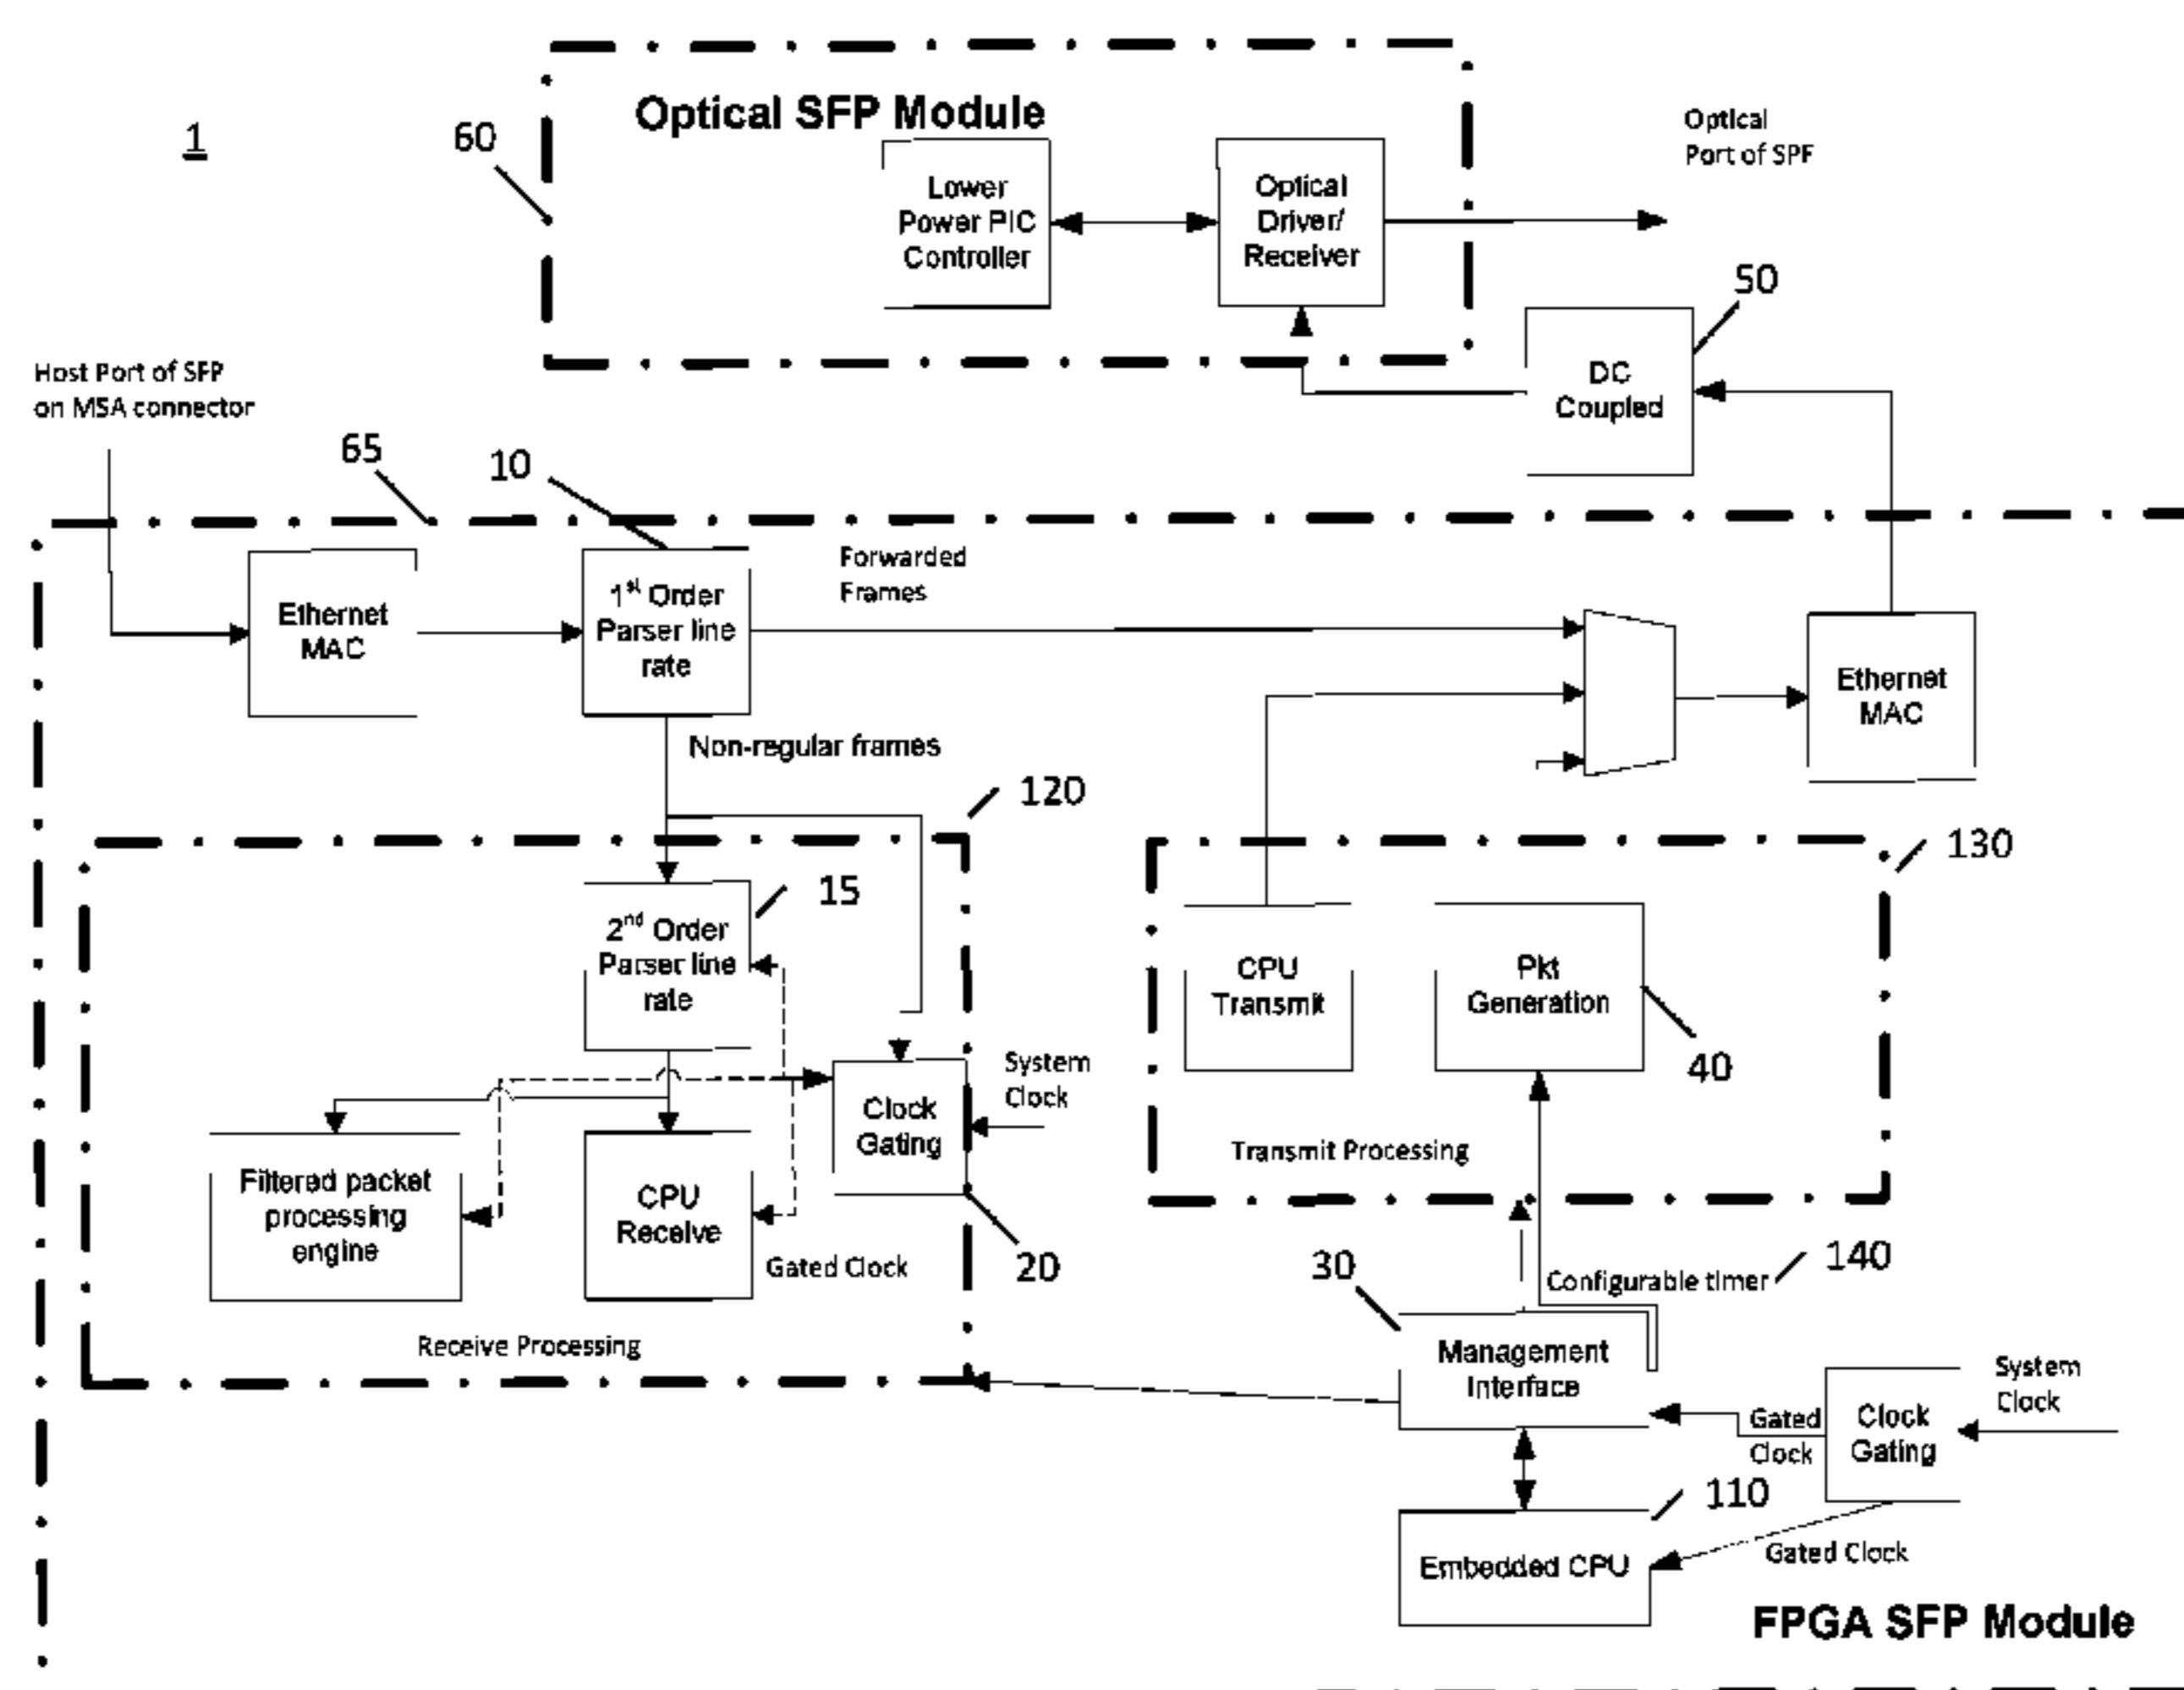 Optical SFP Module
1
60
Optical
Port of SPF
Lower
Power PIC
Controller
Optical
Driver/
Receiver
50
DC
Coupled
Host Port of SFP
on MSA connector
65
10
Forwarded
Frames
Ethernet
MAC
1st Order
Parser line
rate
Ethernet
MAC
Non-regular frames
120
130
15
2nd Order
Parser line
rate
CPU
Transmit
Pkt
Generation
40
System
Clock
Clock
Gating
Transmit Processing
Filtered packet
processing
engine
CPU
Receive
Gated Clock
20
30
140
Configurable timer
Receive Processing
Management
Interface
System
Clock
Gated
Clock
Clock
Gating
110
Embedded CPU
Gated Clock
FPGA SFP Module